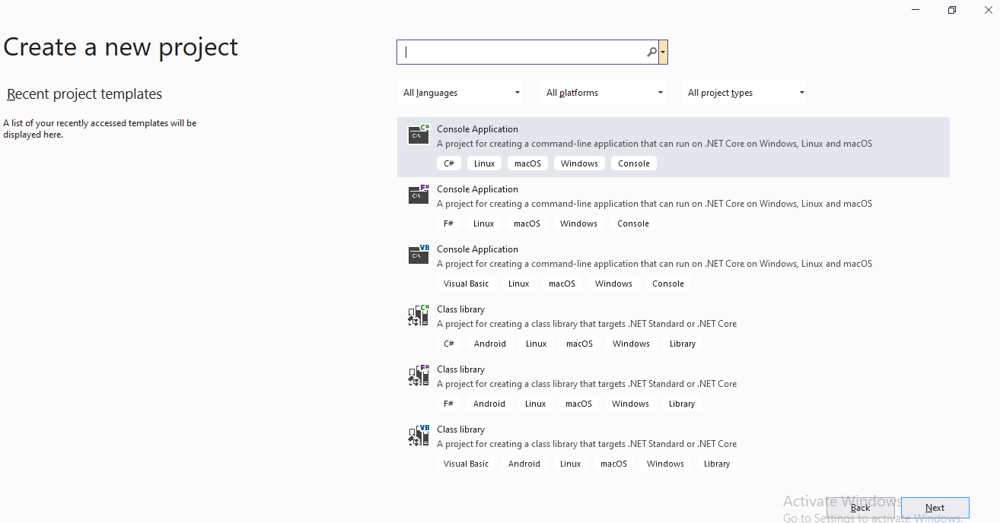 Create a new project
Recent project templates
A list of your recently accessed templates will be
displayed here.
All languages
All platforms
All project types
C#
C:\
Console Application
A project for creating a command-line application that can run on .NET Core on Windows, Linux and macOS
C# Linux macOS Windows Console
F#
C:\
Console Application
A project for creating a command-line application that can run on .NET Core on Windows, Linux and macOS
F# Linux macOS Windows Console
VB
C:\
Console Application
A project for creating a command-line application that can run on .NET Core on Windows, Linux and macOS
Visual Basic Linux macOS Windows Console
C#
Class library
A project for creating a class library that targets .NET Standard or .NET Core
C# Android Linux macOS Windows Library
F#
Class library
A project for creating a class library that targets .NET Standard or .NET Core
F# Android Linux macOS Windows Library
VB
Class library
A project for creating a class library that targets .NET Standard or .NET Core
Visual Basic Android Linux macOS Windows Library
Activate Windows
Go to Settings to activate Windows.
Back
Next